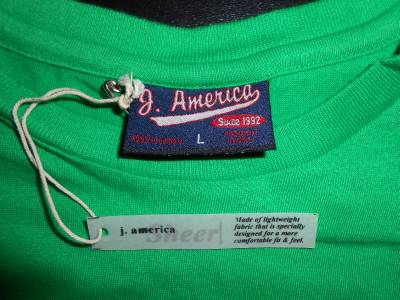 J. America
Since 1992
L
j. america
Sheer
Made of lightweight
fabric that is specially
designed for a more
comfortable fit & feel.